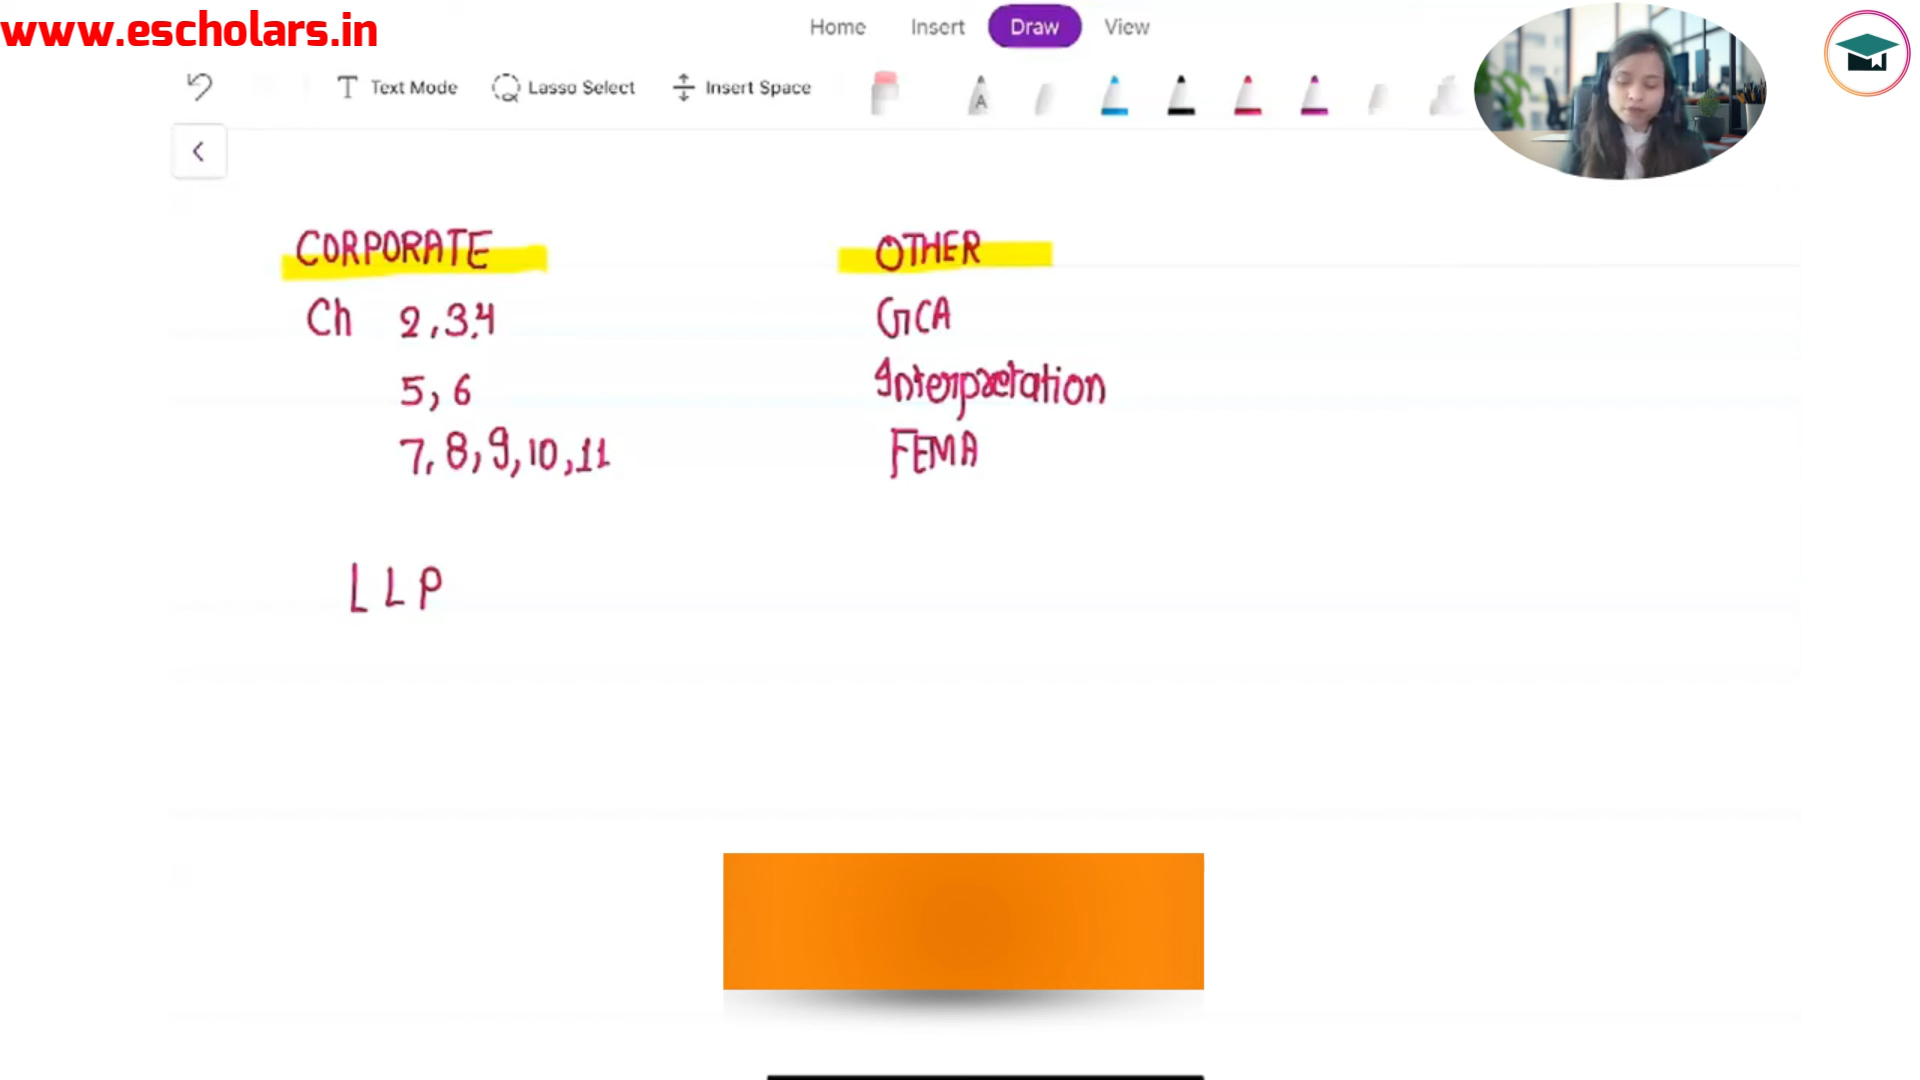 www.escholars.in
Home Insert Draw View
Text Mode Lasso Select Insert Space
A
CORPORATE
Ch 2,3,4
5, 6
7, 8, 9, 10, 11
LLP
OTHER
GCA
Interpretation
FEMA